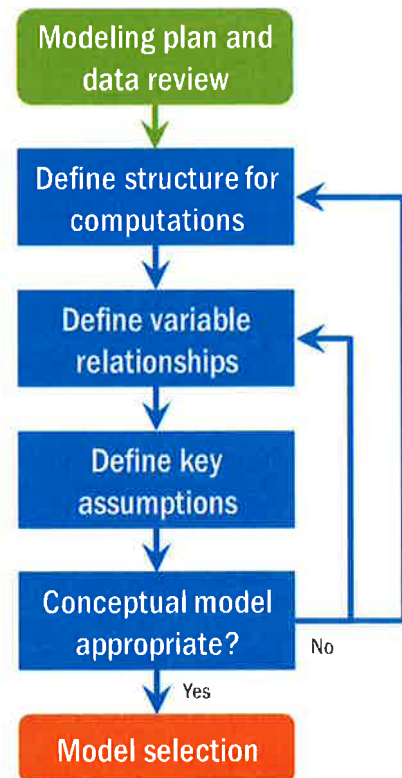 Modeling plan and
data review
Define structure for
computations
Define variable
relationships
Define key
assumptions
Conceptual model
appropriate?
No
Yes
Model selection